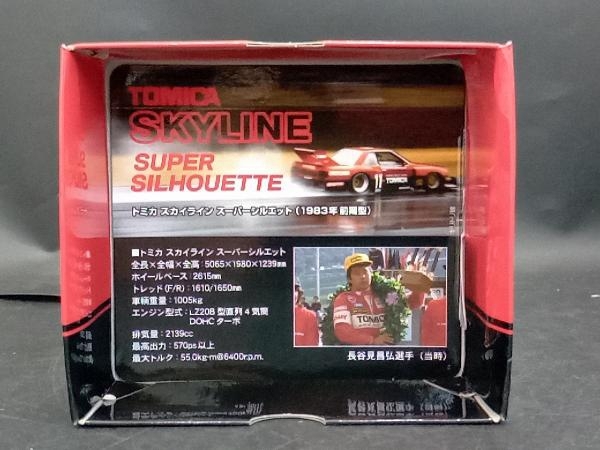 TOMICA
SKYLINE
SUPER
SILHOUETTE
トミカ スカイライン スーパーシルエット（1983年 前期型）
■トミカ スカイライン スーパーシルエット
全長×全幅×全高：5065×1980×1239mm
ホイールベース：2615mm
トレッド（F/R）：1610/1650mm
車輌重量：1005kg
エンジン型式：LZ20B 型直列 4 気筒
DOHC ターボ
排気量：2139cc
最高出力：570ps以上
最大トルク：55.0kg-m@6400r.p.m.
11
TOMICA
長谷見昌弘選手（当時）